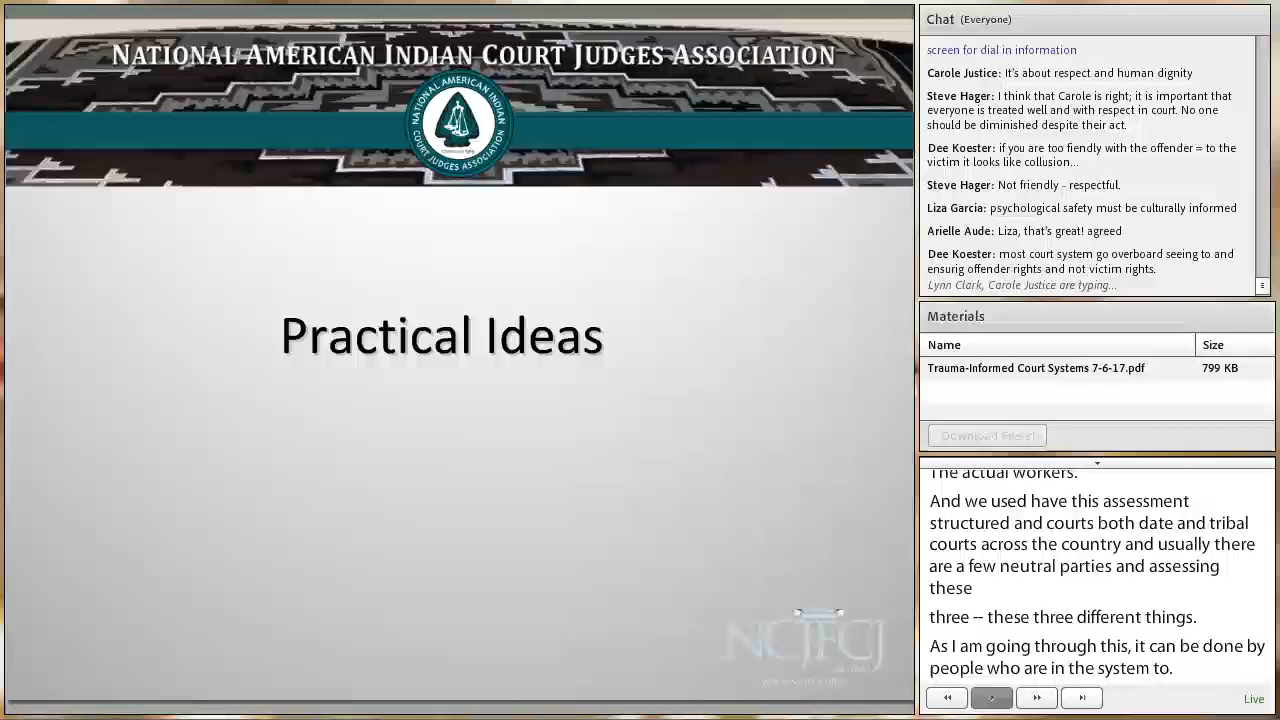 NATIONAL AMERICAN INDIAN COURT JUDGES ASSOCIATION
NATIONAL AMERICAN INDIAN
COURT JUDGES ASSOCIATION
Practical Ideas
NCJFCJ
Chat (Everyone)
screen for dial in information
Carole Justice: It's about respect and hunper hality
Steve Hager: I think that Carole is right; it is important that
everyone is treated well and with respect in court. No one
should be diminished despite their act.
Dee Koester: if you are too fiendly with the offender = to the
victim it looks like collusion...
Steve Hager: Not friendly - respectful.
Liza Garcia: psychological safety must be culturally informed
Arielle Aude: Liza, that's great! agreed
Dee Koester: most court system go overboard seeing to and
ensurig offender rights and not victim rights.
Lynn Clark, Carole Justice are typing...
Materials
Name Size
Trauma-Informed Court Systems 7-6-17.pdf 799 KB
Download File(s)
The actual workers.
And we used have this assessment
structured and courts both date and tribal
courts across the country and usually there
are a few neutral parties and assessing
these
three -- these three different things.
As I am going through this, it can be done by
people who are in the system to.
Live